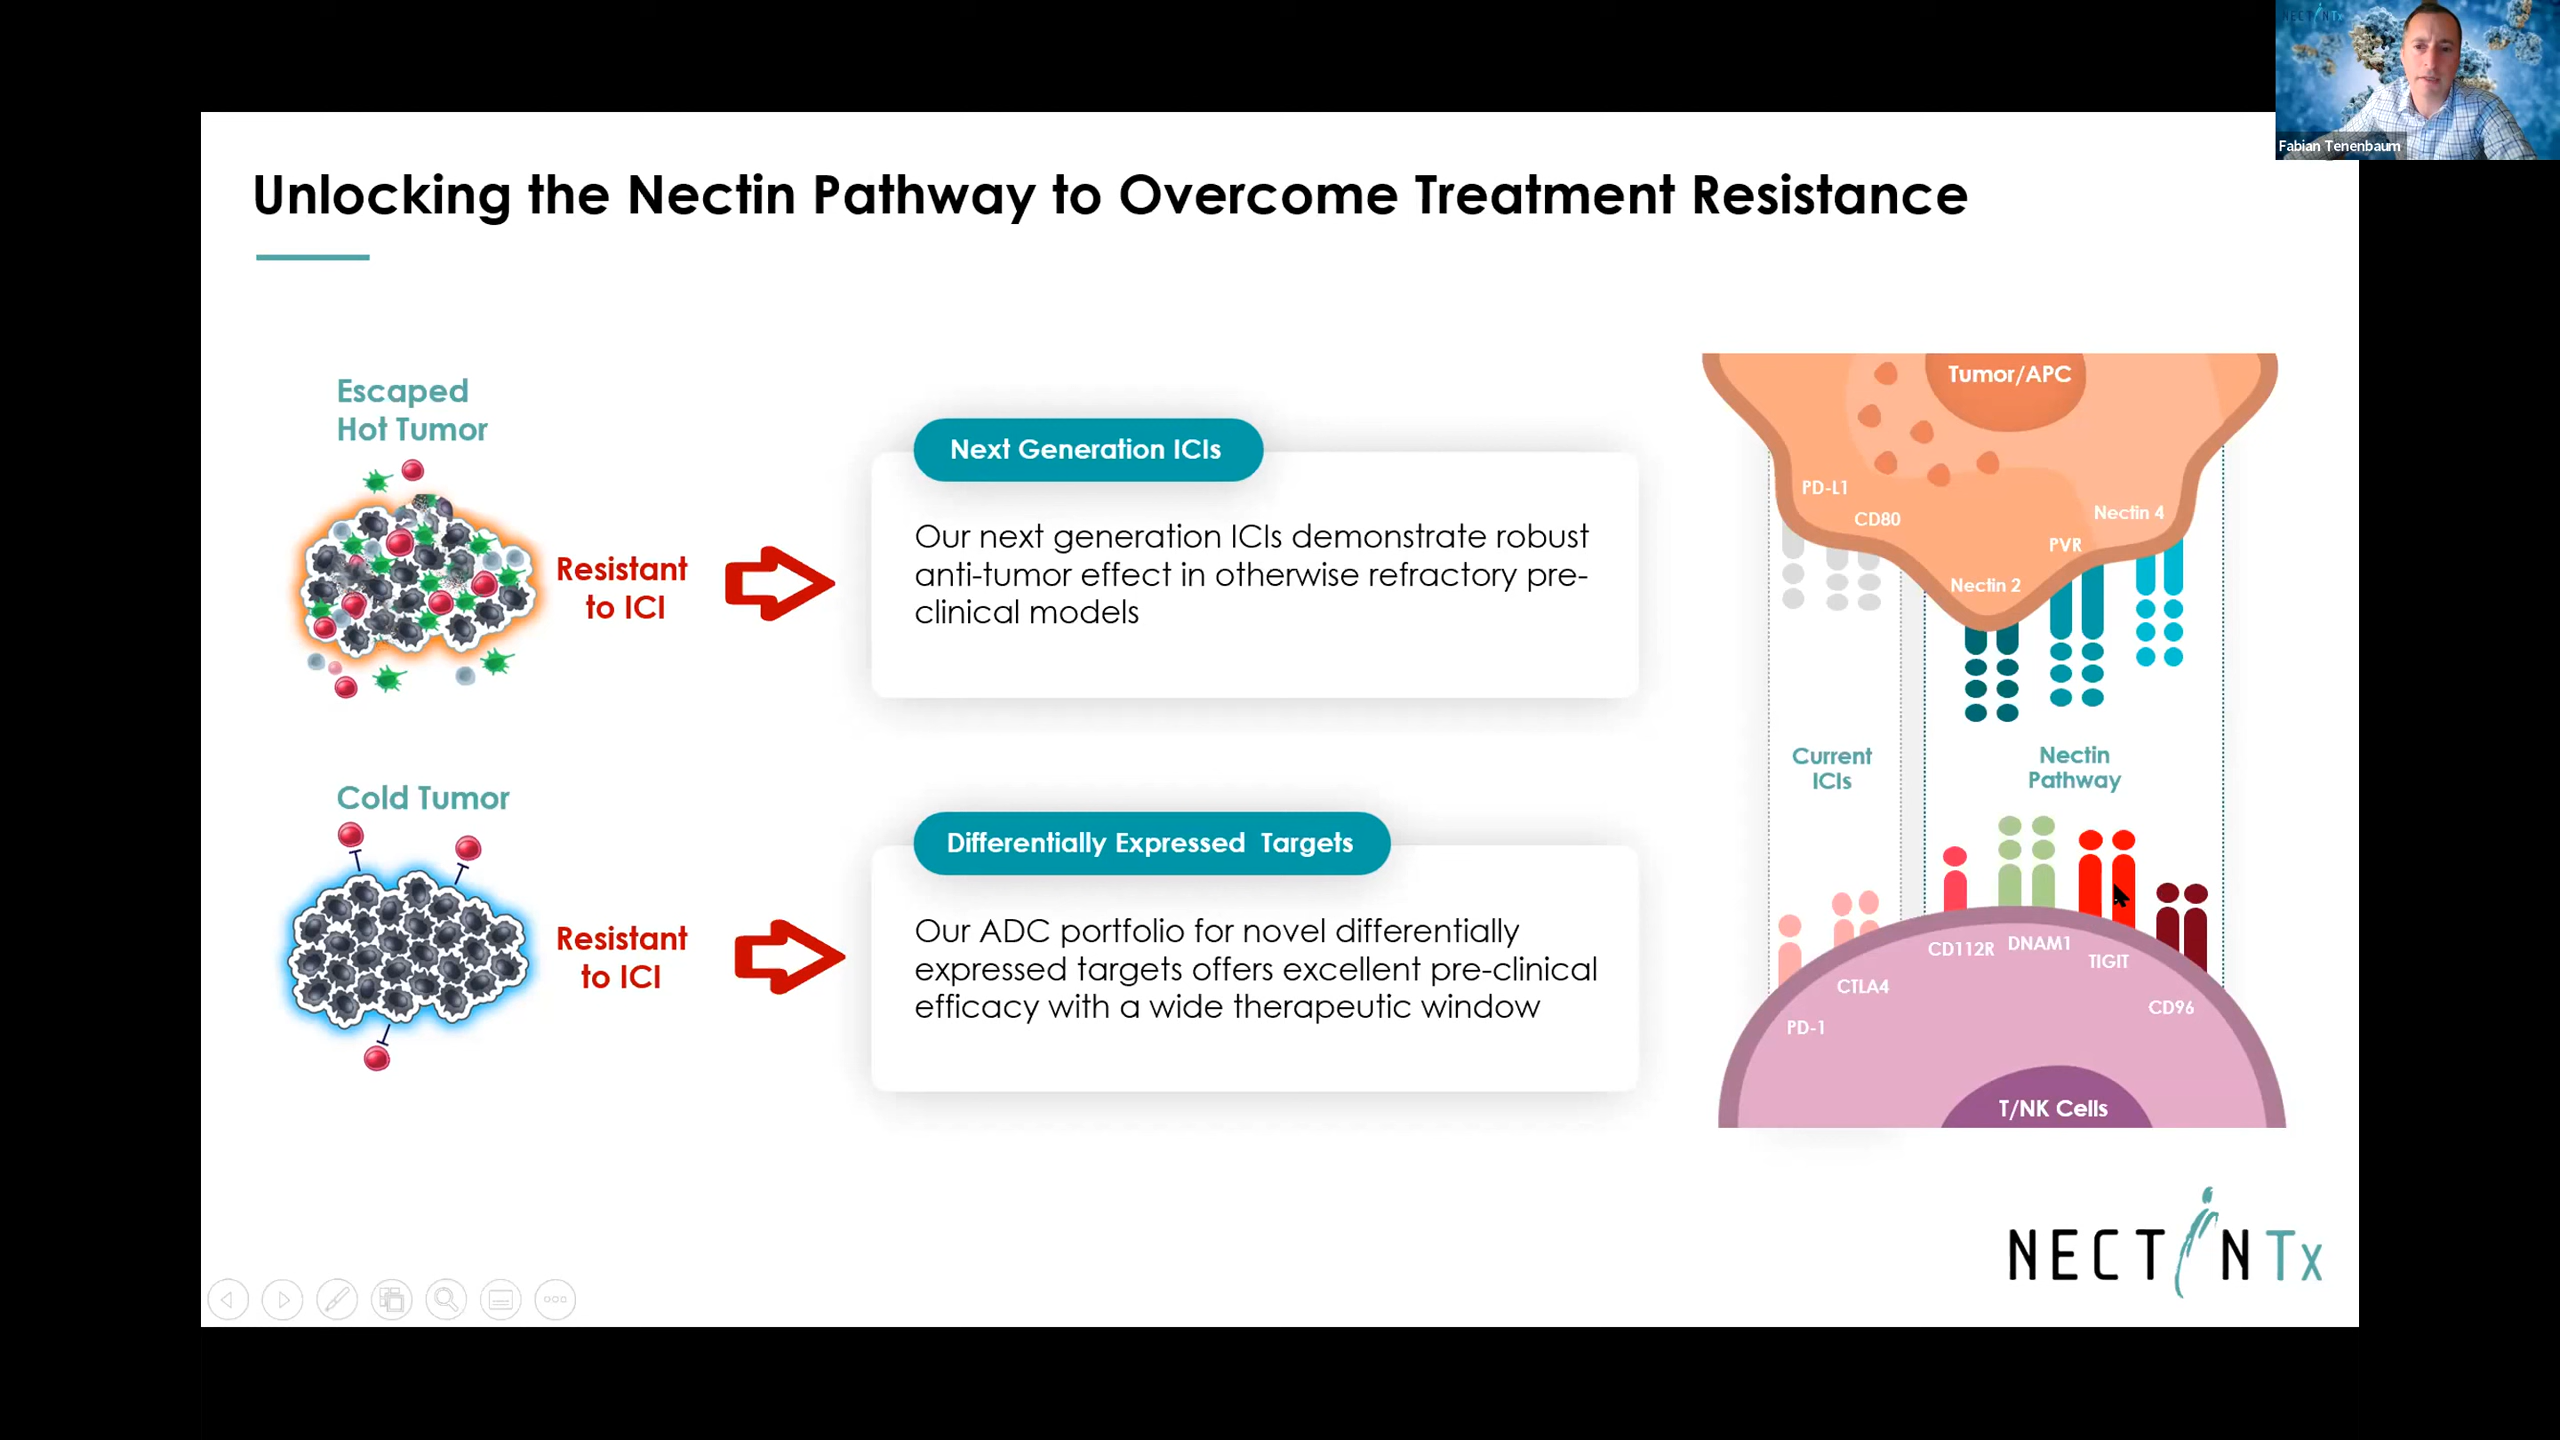 NECTINTx
Fabian Tenenbaum
Unlocking the Nectin Pathway to Overcome Treatment Resistance
Escaped
Hot Tumor
Resistant
to ICI
Next Generation ICIs
Our next generation ICIs demonstrate robust
anti-tumor effect in otherwise refractory pre-
clinical models
Cold Tumor
Resistant
to ICI
Differentially Expressed Targets
Our ADC portfolio for novel differentially
expressed targets offers excellent pre-clinical
efficacy with a wide therapeutic window
Tumor/APC
PD-L1
CD80
Nectin 4
PVR
Nectin 2
Current
ICIs
Nectin
Pathway
CD112R
DNAM1
TIGIT
CTLA4
CD96
PD-1
T/NK Cells
NECTINTx